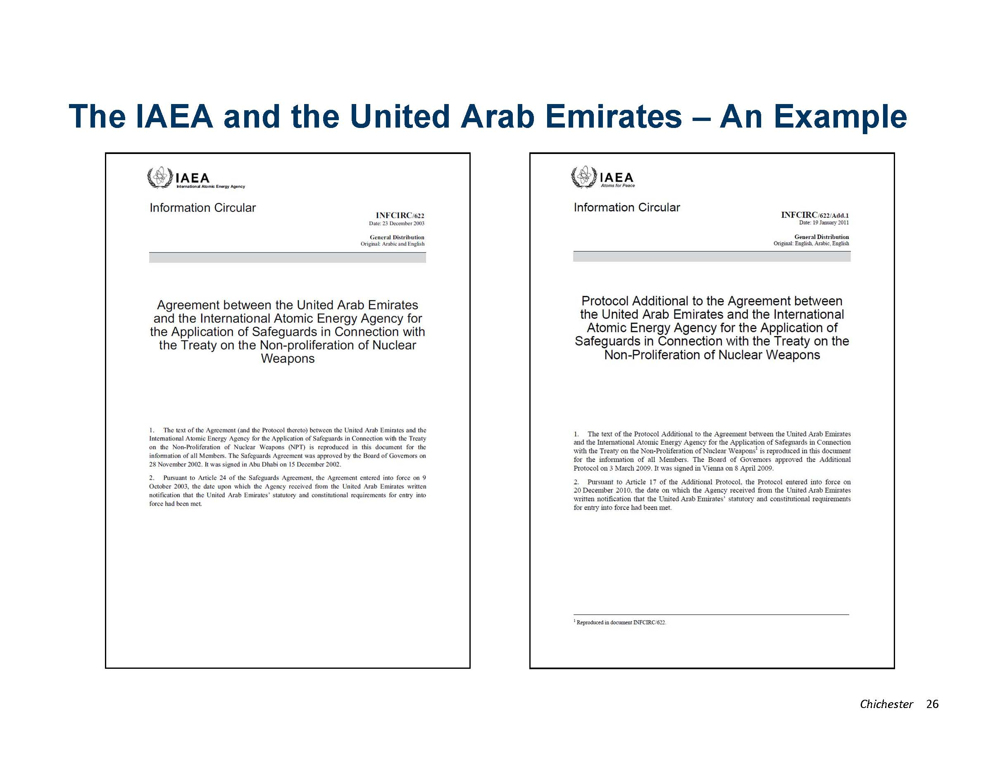 The IAEA and the United Arab Emirates – An Example
IAEA
International Atomic Energy Agency
Information Circular
INFCIRC/622
Date: 23 December 2003
General Distribution
Original: Arabic and English
Agreement between the United Arab Emirates
and the International Atomic Energy Agency for
the Application of Safeguards in Connection with
the Treaty on the Non-proliferation of Nuclear
Weapons
1. The text of the Agreement (and the Protocol thereto) between the United Arab Emirates and the
International Atomic Energy Agency for the Application of Safeguards in Connection with the Treaty
on the Non-Proliferation of Nuclear Weapons (NPT) is reproduced in this document for the
information of all Members. The Safeguards Agreement was approved by the Board of Governors on
28 November 2002. It was signed in Abu Dhabi on 15 December 2002.
2. Pursuant to Article 24 of the Safeguards Agreement, the Agreement entered into force on 9
October 2003, the date upon which the Agency received from the United Arab Emirates written
notification that the United Arab Emirates' statutory and constitutional requirements for entry into
force had been met.
IAEA
Atoms for Peace
Information Circular
INFCIRC/622/Add.1
Date: 19 January 2011
General Distribution
Original: English, Arabic, English
Protocol Additional to the Agreement between
the United Arab Emirates and the International
Atomic Energy Agency for the Application of
Safeguards in Connection with the Treaty on the
Non-Proliferation of Nuclear Weapons
1. The text of the Protocol Additional to the Agreement between the United Arab Emirates
and the International Atomic Energy Agency for the Application of Safeguards in Connection
with the Treaty on the Non-Proliferation of Nuclear Weapons¹ is reproduced in this document
for the information of all Members. The Board of Governors approved the Additional
Protocol on 3 March 2009. It was signed in Vienna on 8 April 2009.
2. Pursuant to Article 17 of the Additional Protocol, the Protocol entered into force on
20 December 2010, the date on which the Agency received from the United Arab Emirates
written notification that the United Arab Emirates' statutory and constitutional requirements
for entry into force had been met.
¹ Reproduced in document INFCIRC/622.
Chichester 26